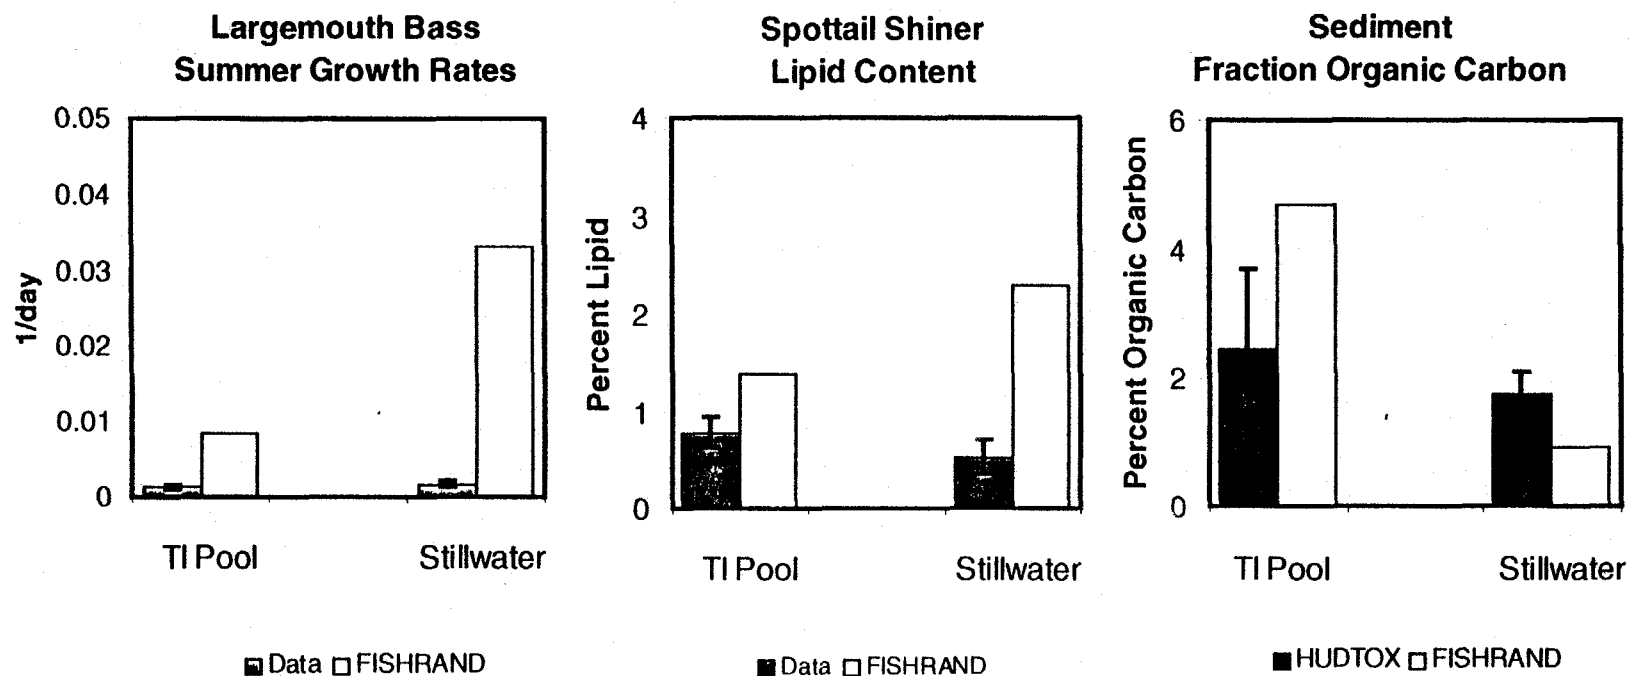 Largemouth Bass
Summer Growth Rates
0.05
0.04
0.03
0.02
0.01
0
1/day
TI Pool Stillwater
Data FISHRAND
Spottail Shiner
Lipid Content
4
3
2
1
0
Percent Lipid
TI Pool Stillwater
Data FISHRAND
Sediment
Fraction Organic Carbon
6
4
2
0
Percent Organic Carbon
TI Pool Stillwater
HUDTOX FISHRAND